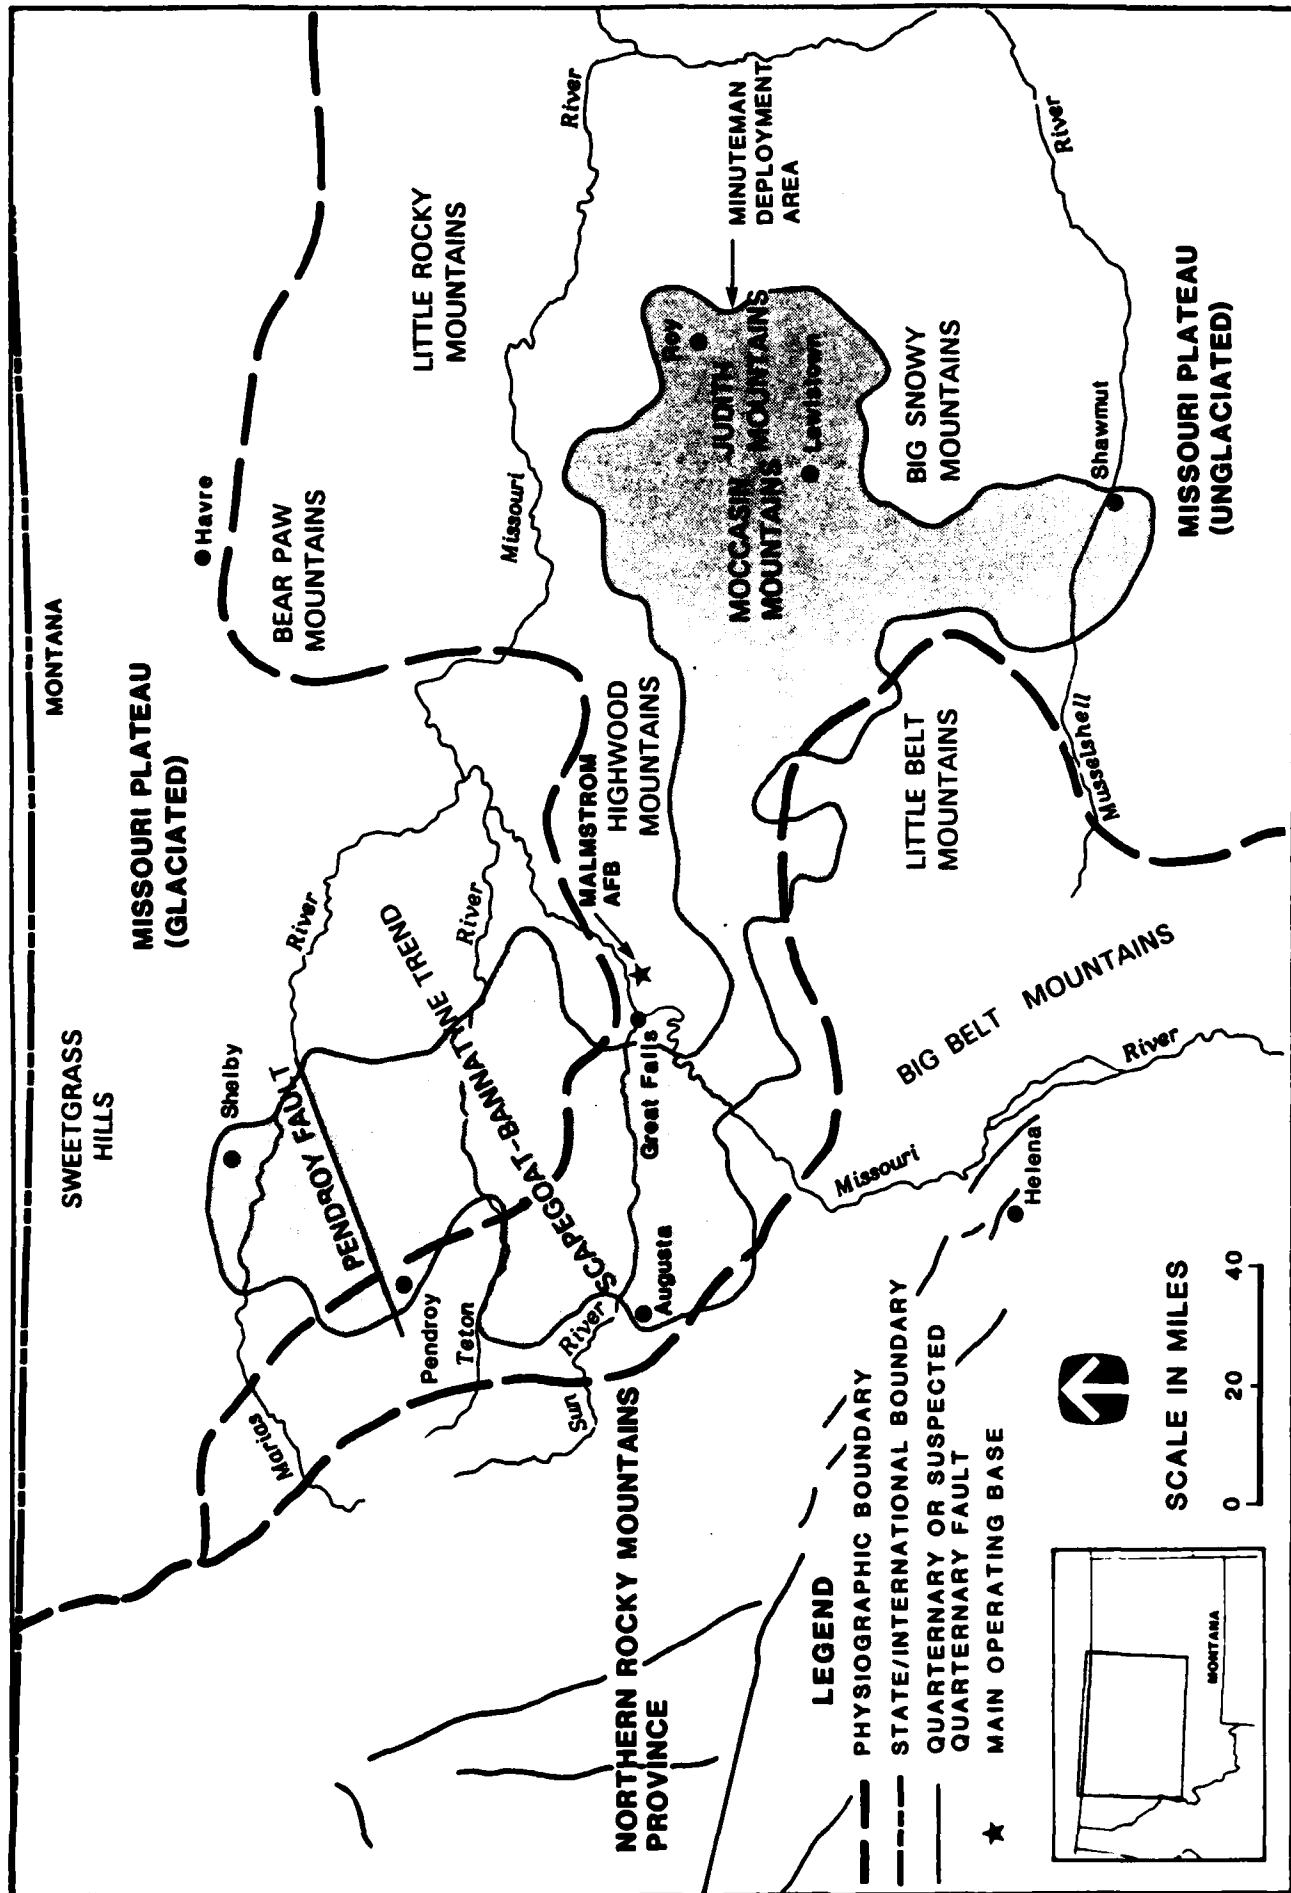 MONTANA
SWEETGRASS
HILLS
MISSOURI PLATEAU
(GLACIATED)
Havre
BEAR PAW
MOUNTAINS
LITTLE ROCKY
MOUNTAINS
Shelby
Marias
River
PENDROY FAULT
Pendroy
Teton
River
SCAPEGOAT-BANNATYNE TREND
Missouri
River
Sun
River
Augusta
Great Falls
MALMSTROM
AFB
HIGHWOOD
MOUNTAINS
Roy
JUDITH
MOUNTAINS
MOCCASIN
MOUNTAINS
Lewistown
MINUTEMAN
DEPLOYMENT
AREA
NORTHERN ROCKY MOUNTAINS
PROVINCE
LITTLE BELT
MOUNTAINS
BIG SNOWY
MOUNTAINS
BIG BELT MOUNTAINS
Missouri
River
Helena
Musselshell
River
Shawmut
MISSOURI PLATEAU
(UNGLACIATED)
LEGEND
PHYSIOGRAPHIC BOUNDARY
STATE/INTERNATIONAL BOUNDARY
QUARTERNARY OR SUSPECTED
QUARTERNARY FAULT
MAIN OPERATING BASE
MONTANA
SCALE IN MILES
0 20 40